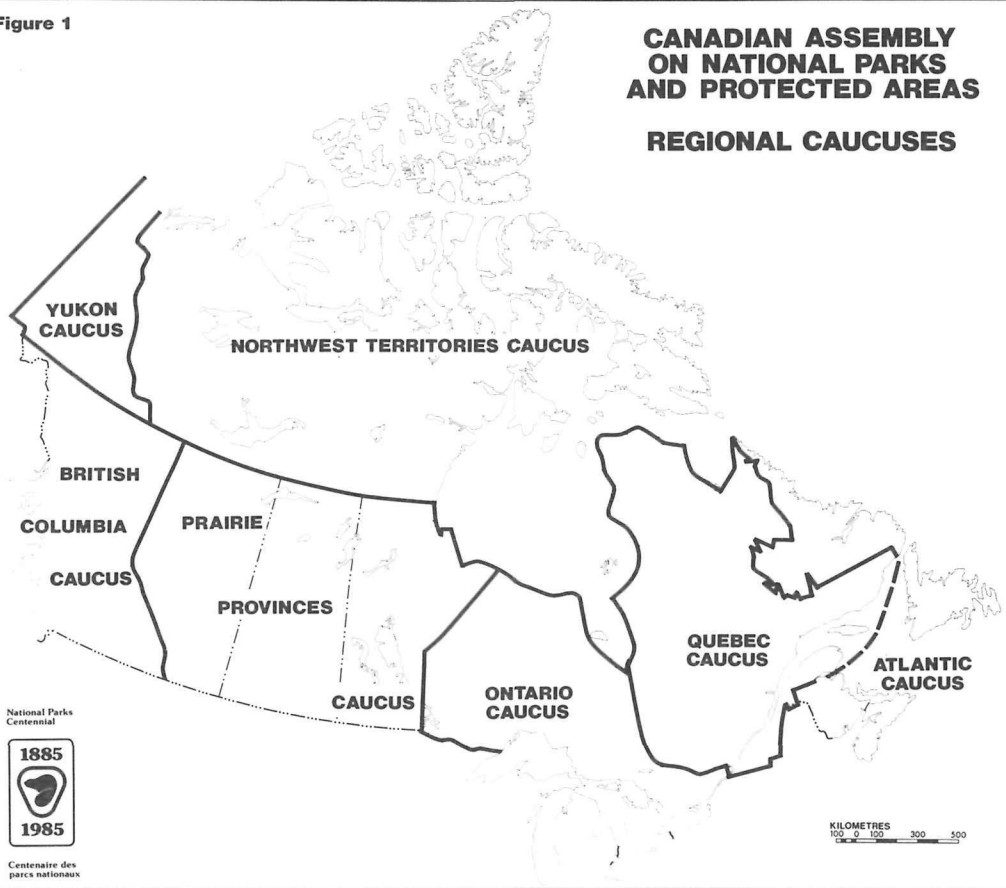 Figure 1
CANADIAN ASSEMBLY
ON NATIONAL PARKS
AND PROTECTED AREAS
REGIONAL CAUCUSES
YUKON
CAUCUS
NORTHWEST TERRITORIES CAUCUS
BRITISH
COLUMBIA
CAUCUS
PRAIRIE
PROVINCES
CAUCUS
ONTARIO
CAUCUS
QUEBEC
CAUCUS
ATLANTIC
CAUCUS
National Parks
Centennial
1885
1985
Centenaire des
parcs nationaux
KILOMETRES
100 0 100 300 500